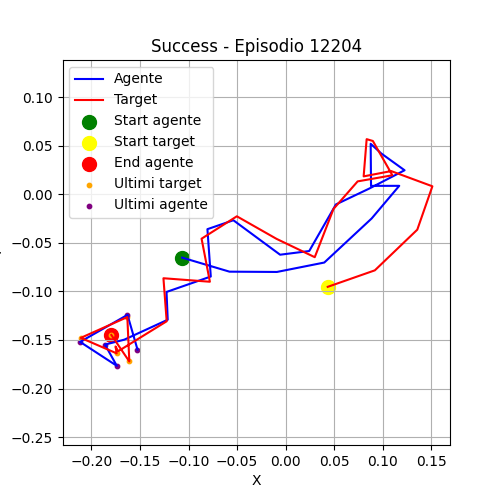 Success - Episodio 12204
Agente
Target
Start agente
Start target
End agente
Ultimi target
Ultimi agente
0.10
0.05
0.00
−0.05
−0.10
−0.15
−0.20
−0.25
−0.20 −0.15 −0.10 −0.05 0.00 0.05 0.10 0.15
X